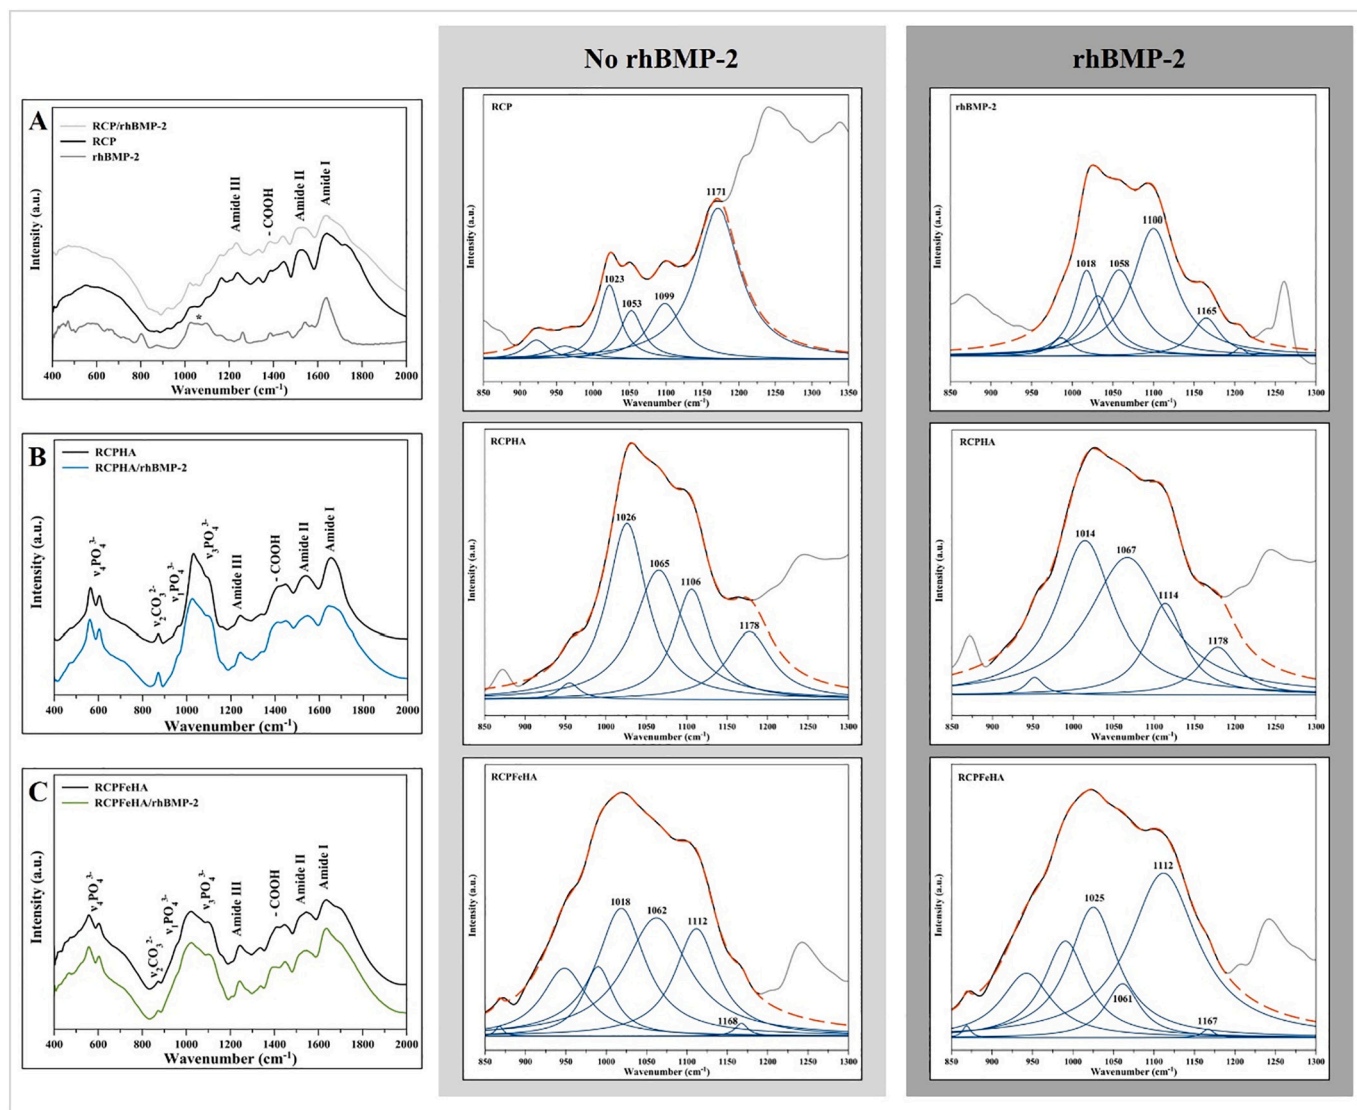 No rhBMP-2
rhBMP-2
A
RCP/rhBMP-2
RCP
rhBMP-2
Amide III
- COOH
Amide II
Amide I
*
Intensity (a.u.)
400 600 800 1000 1200 1400 1600 1800 2000
Wavenumber (cm⁻¹)
RCP
1023
1053
1099
1171
Intensity (a.u.)
850 900 950 1000 1050 1100 1150 1200 1250 1300 1350
Wavenumber (cm⁻¹)
rhBMP-2
1018
1058
1100
1165
Intensity (a.u.)
850 900 950 1000 1050 1100 1150 1200 1250 1300
Wavenumber (cm⁻¹)
B
RCPHA
RCPHA/rhBMP-2
ν₄PO₄³⁻
ν₂CO₃²⁻
ν₁PO₄³⁻
ν₃PO₄³⁻
Amide III
- COOH
Amide II
Amide I
Intensity (a.u.)
400 600 800 1000 1200 1400 1600 1800 2000
Wavenumber (cm⁻¹)
RCPHA
1026
1065
1106
1178
Intensity (a.u.)
850 900 950 1000 1050 1100 1150 1200 1250 1300
Wavenumber (cm⁻¹)
RCPHA
1014
1067
1114
1178
Intensity (a.u.)
850 900 950 1000 1050 1100 1150 1200 1250 1300
Wavenumber (cm⁻¹)
C
RCPFeHA
RCPFeHA/rhBMP-2
ν₄PO₄³⁻
ν₂CO₃²⁻
ν₁PO₄³⁻
ν₃PO₄³⁻
Amide III
- COOH
Amide II
Amide I
Intensity (a.u.)
400 600 800 1000 1200 1400 1600 1800 2000
Wavenumber (cm⁻¹)
RCPFeHA
1018
1062
1112
1168
Intensity (a.u.)
850 900 950 1000 1050 1100 1150 1200 1250 1300
Wavenumber (cm⁻¹)
RCPFeHA
1025
1061
1112
1167
Intensity (a.u.)
850 900 950 1000 1050 1100 1150 1200 1250 1300
Wavenumber (cm⁻¹)